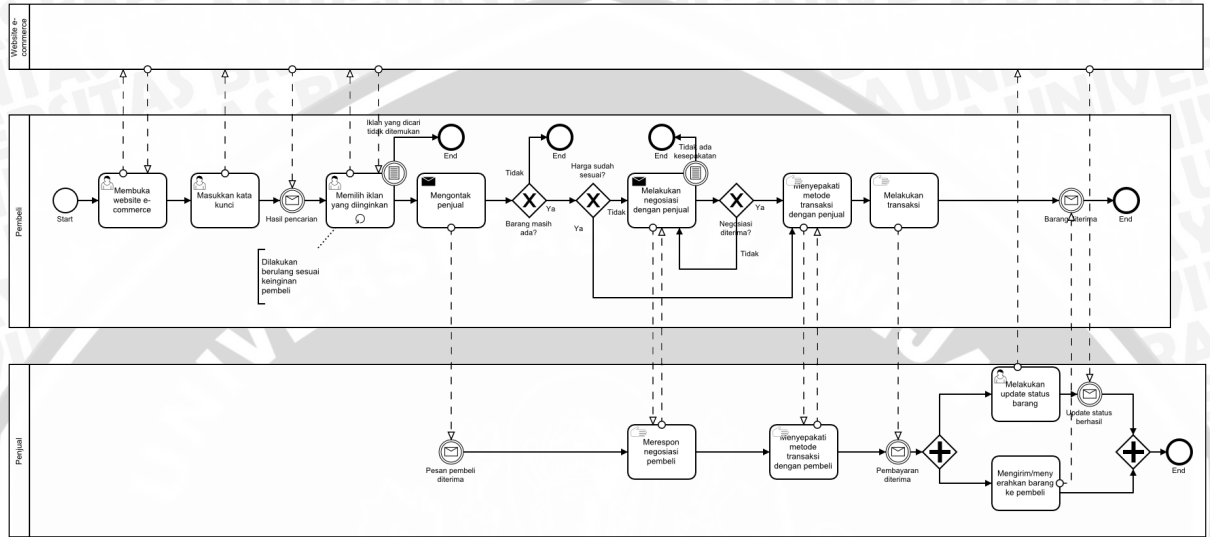 Website e-
commerce
Pembeli
Iklan yang dicari
tidak ditemukan
End
End
End
Tidak ada
kesepakatan
Harga sudah
sesuai?
Tidak
Start
Membuka
website e-
commerce
Masukkan kata
kunci
Hasil pencarian
Memilih iklan
yang diinginkan
Mengontak
penjual
Ya
Barang masih
ada?
Tidak
Ya
Melakukan
negosiasi
dengan penjual
Ya
Negosiasi
diterima?
Tidak
Menyepakati
metode
transaksi
dengan penjual
Melakukan
transaksi
Barang diterima
End
Dilakukan
berulang sesuai
keinginan
pembeli
Penjual
Pesan pembeli
diterima
Merespon
negosiasi
pembeli
Menyepakati
metode
transaksi
dengan pembeli
Pembayaran
diterima
Melakukan
update status
barang
Update status
berhasil
Mengirim/meny
erahkan barang
ke pembeli
End